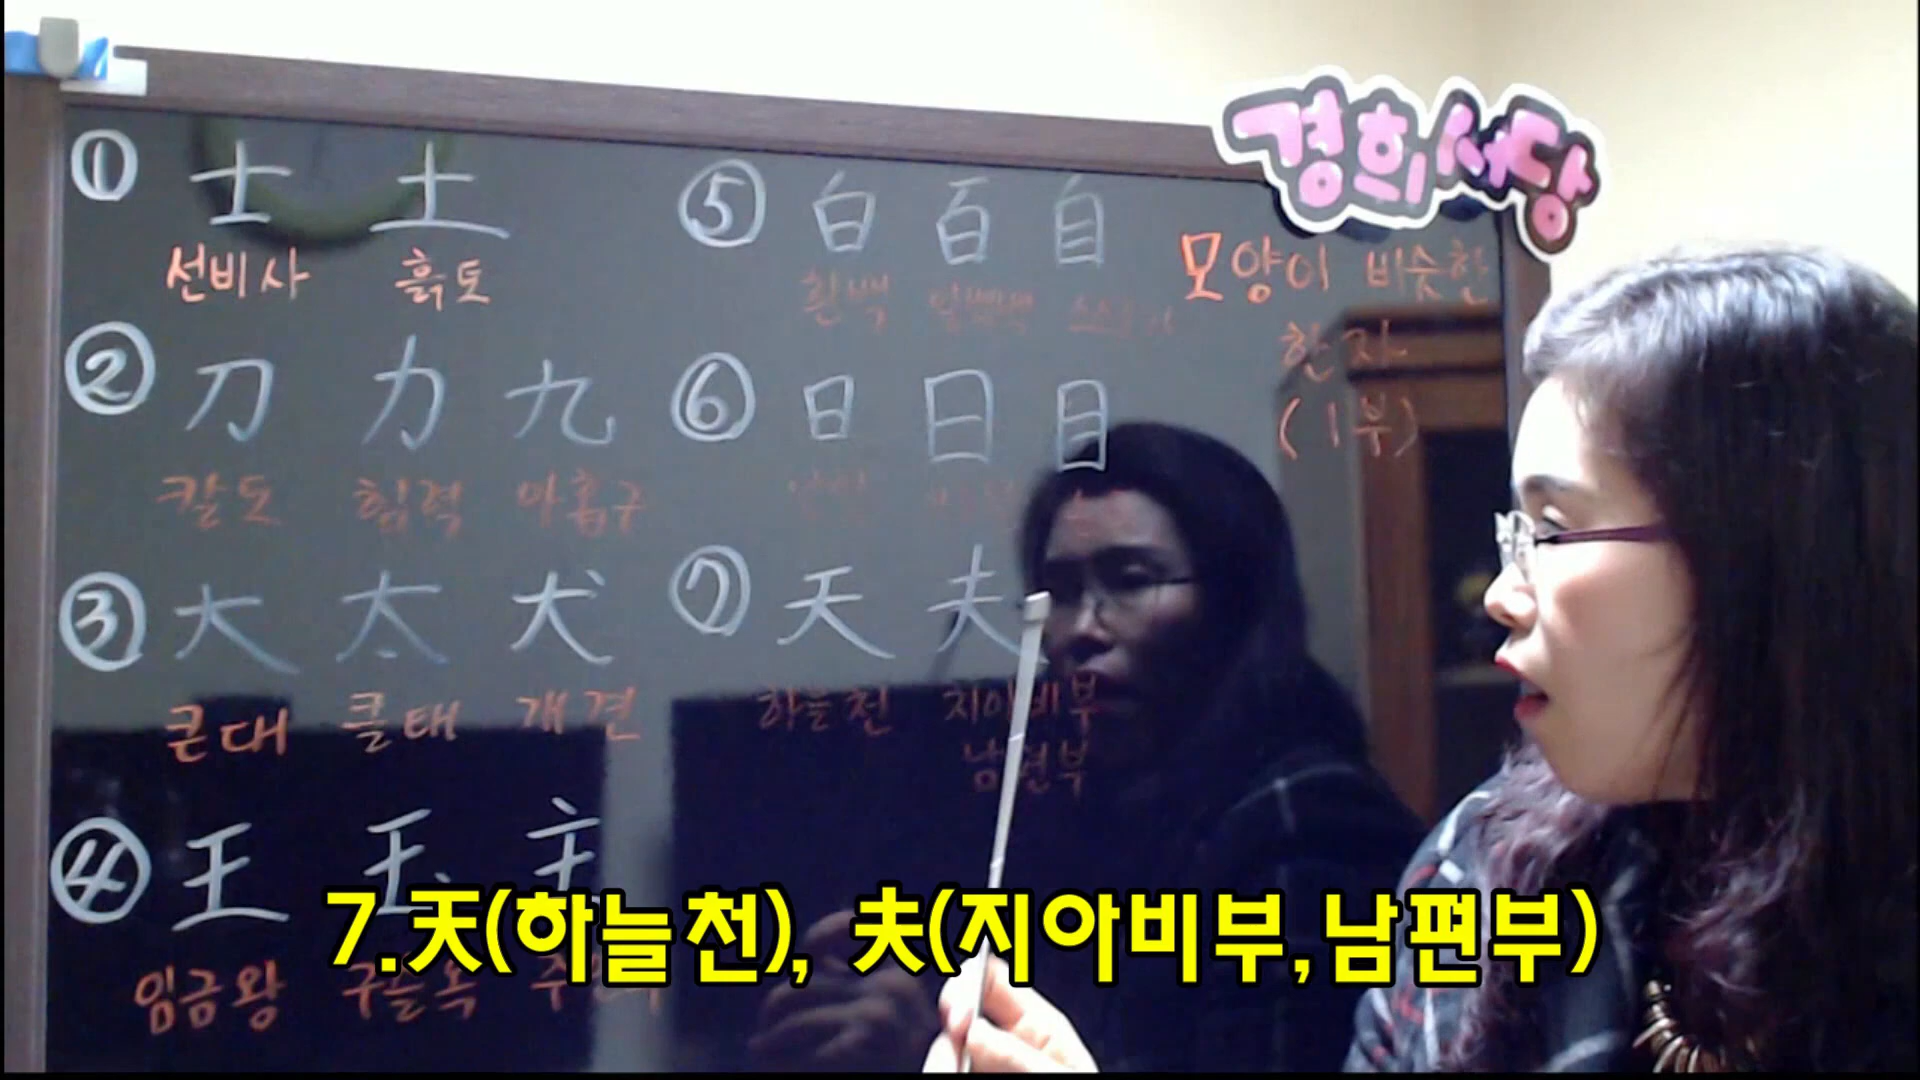 경희서당
모양이 비슷한
한자
(1부)
① 士 土
선비사 흙토
② 刀 力 九
칼도 힘력 아홉구
③ 大 太 犬
큰대 클태 개견
④ 王 玉 主
임금왕 구슬옥
⑤ 白 百 自
흰백
⑥ 日 曰 目
⑦ 天 夫
하늘천 지아비부
남편부
7.天(하늘천), 夫(지아비부,남편부)